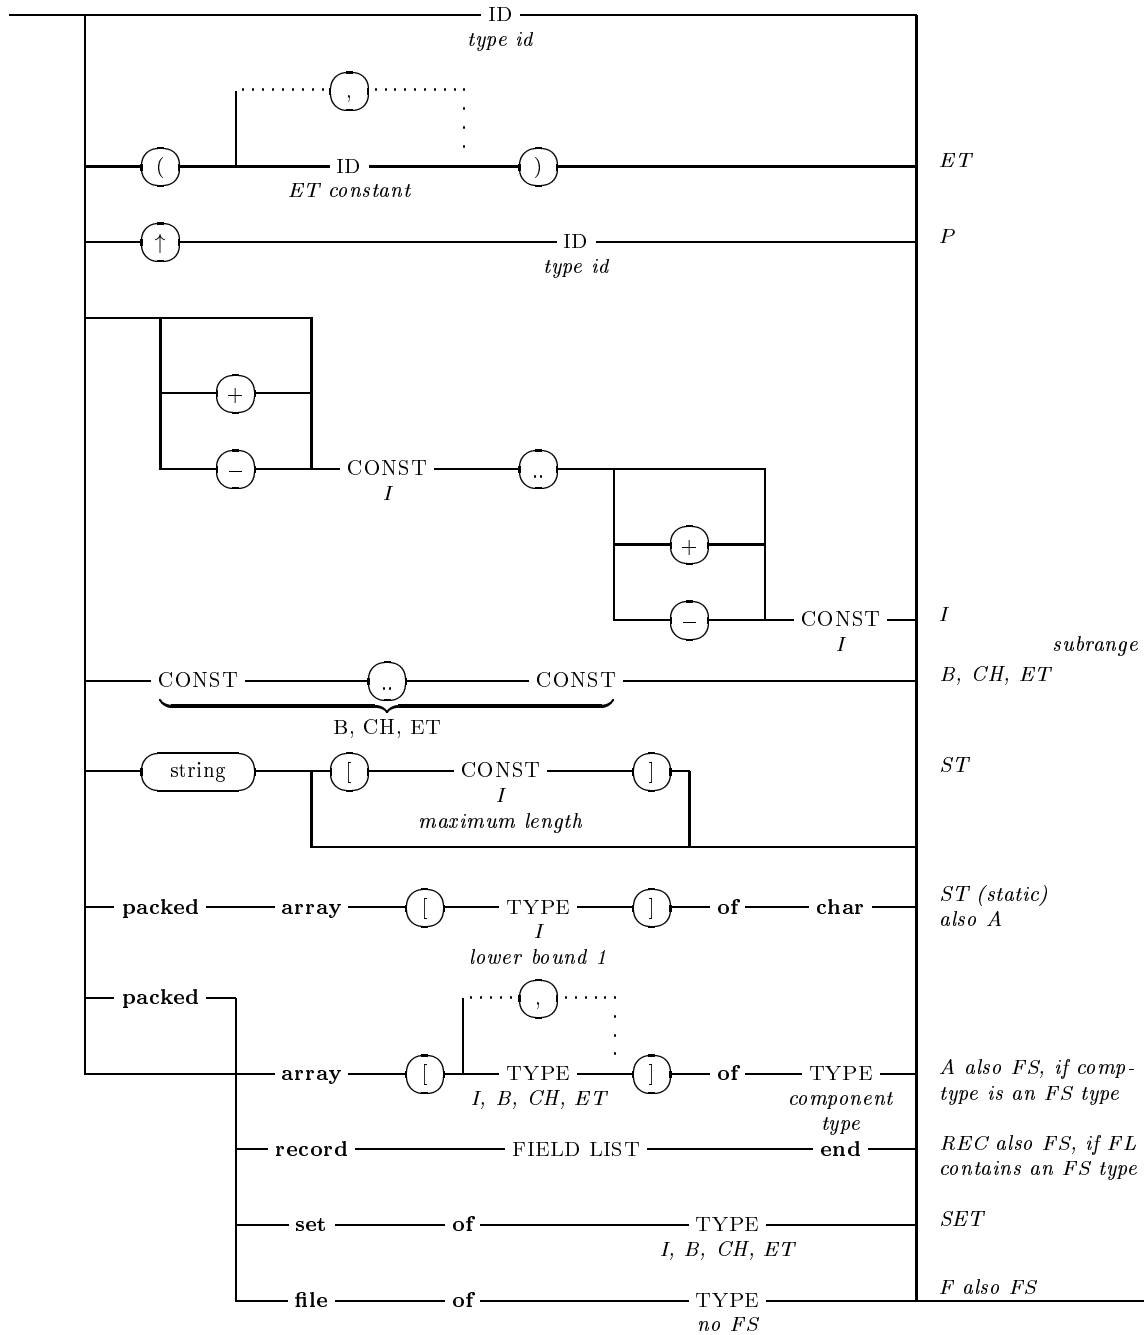 ID
type id
,
( ID ) ET
ET constant
↑ ID P
type id
+
− CONST ..
I
+
− CONST I
I subrange
CONST .. CONST B, CH, ET
B, CH, ET
string [ CONST ] ST
I
maximum length
packed array [ TYPE ] of char ST (static)
I also A
lower bound 1
packed ,
array [ TYPE ] of TYPE A also FS, if comp-
I, B, CH, ET component type is an FS type
type
record FIELD LIST end REC also FS, if FL
contains an FS type
set of TYPE SET
I, B, CH, ET
F also FS
file of TYPE
no FS